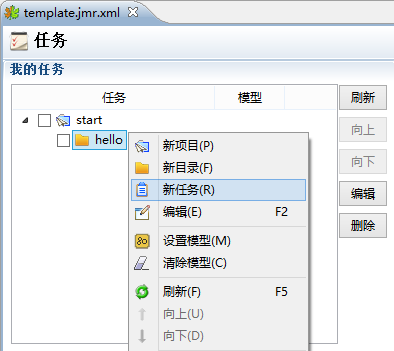 template.jmr.xml
任务
我的任务
任务 模型
刷新
start
hello
向上
向下
编辑
删除
新项目(P)
新目录(F)
新任务(R)
编辑(E) F2
设置模型(M)
清除模型(C)
刷新(F) F5
向上(U)
向下(D)